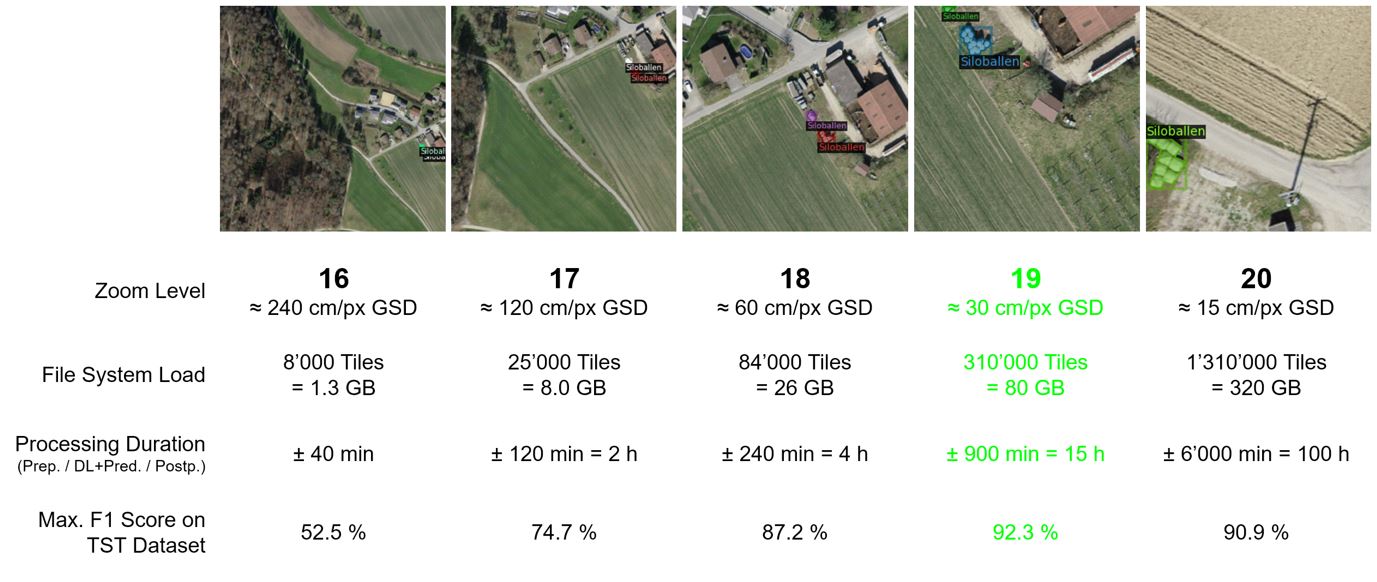 Siloballen
Siloballen
Siloballen
Siloballen
Siloballen
Siloballen
Siloballen
Siloballen
Zoom Level
16
≈ 240 cm/px GSD
17
≈ 120 cm/px GSD
18
≈ 60 cm/px GSD
19
≈ 30 cm/px GSD
20
≈ 15 cm/px GSD
File System Load
8’000 Tiles
= 1.3 GB
25’000 Tiles
= 8.0 GB
84’000 Tiles
= 26 GB
310’000 Tiles
= 80 GB
1’310’000 Tiles
= 320 GB
Processing Duration
(Prep. / DL+Pred. / Postp.)
± 40 min
± 120 min = 2 h
± 240 min = 4 h
± 900 min = 15 h
± 6’000 min = 100 h
Max. F1 Score on
TST Dataset
52.5 %
74.7 %
87.2 %
92.3 %
90.9 %